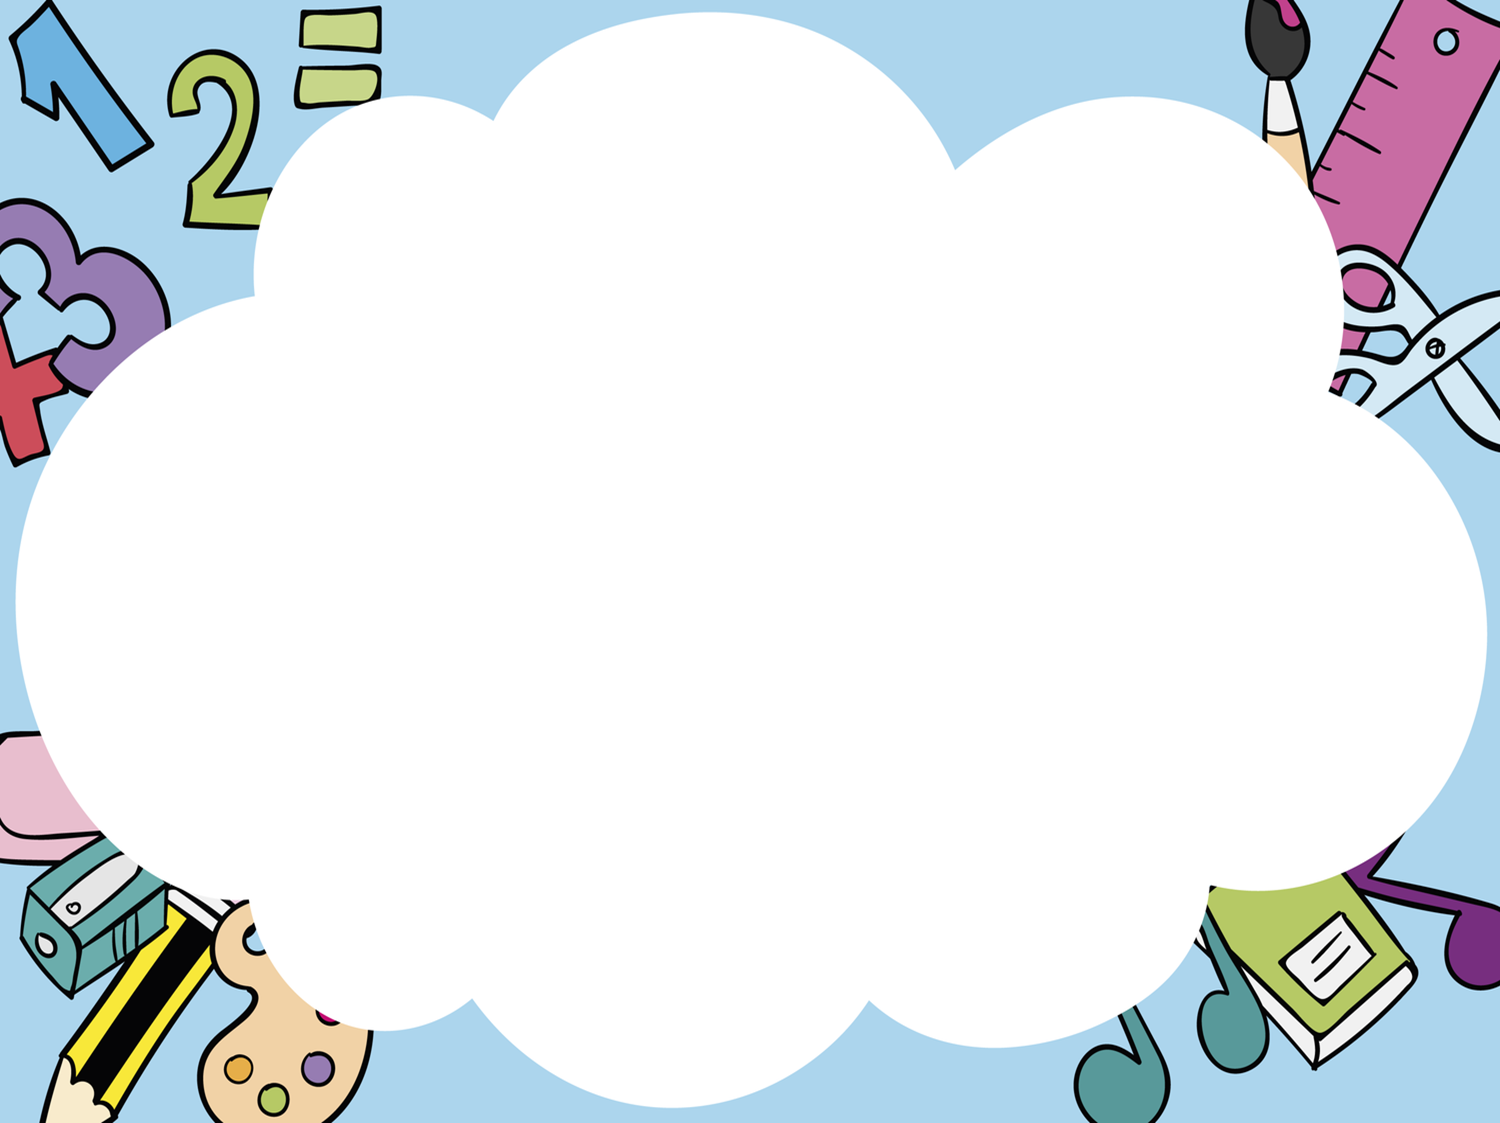 1 2 =
3
+